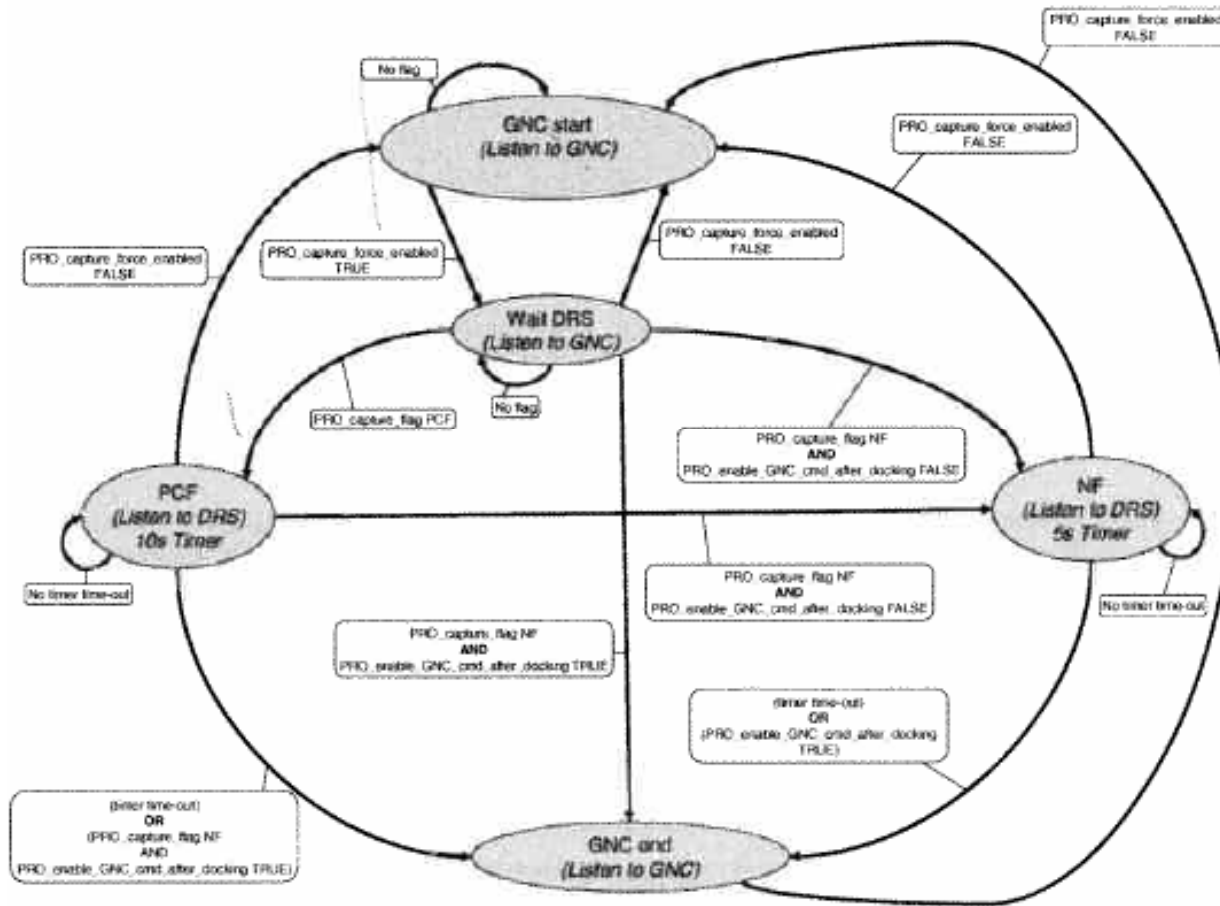 PRO_capture_force_enabled
FALSE
No flag
GNC start
(Listen to GNC)
PRO_capture_force_enabled
FALSE
PRO_capture_force_enabled
FALSE
PRO_capture_force_enabled
TRUE
PRO_capture_force_enabled
FALSE
Wait DRS
(Listen to GNC)
No flag
PRO_capture_flag PCF
PRO_capture_flag NF
AND
PRO_enable_GNC_cmd_after_docking FALSE
PCF
(Listen to DRS)
10s Timer
NF
(Listen to DRS)
5s Timer
No timer time-out
PRO_capture_flag NF
AND
PRO_enable_GNC_cmd_after_docking FALSE
No timer time-out
PRO_capture_flag NF
AND
PRO_enable_GNC_cmd_after_docking TRUE
(timer time-out)
OR
(PRO_enable_GNC_cmd_after_docking
TRUE)
(timer time-out)
OR
(PRO_capture_flag NF
AND
PRO_enable_GNC_cmd_after_docking TRUE)
GNC end
(Listen to GNC)